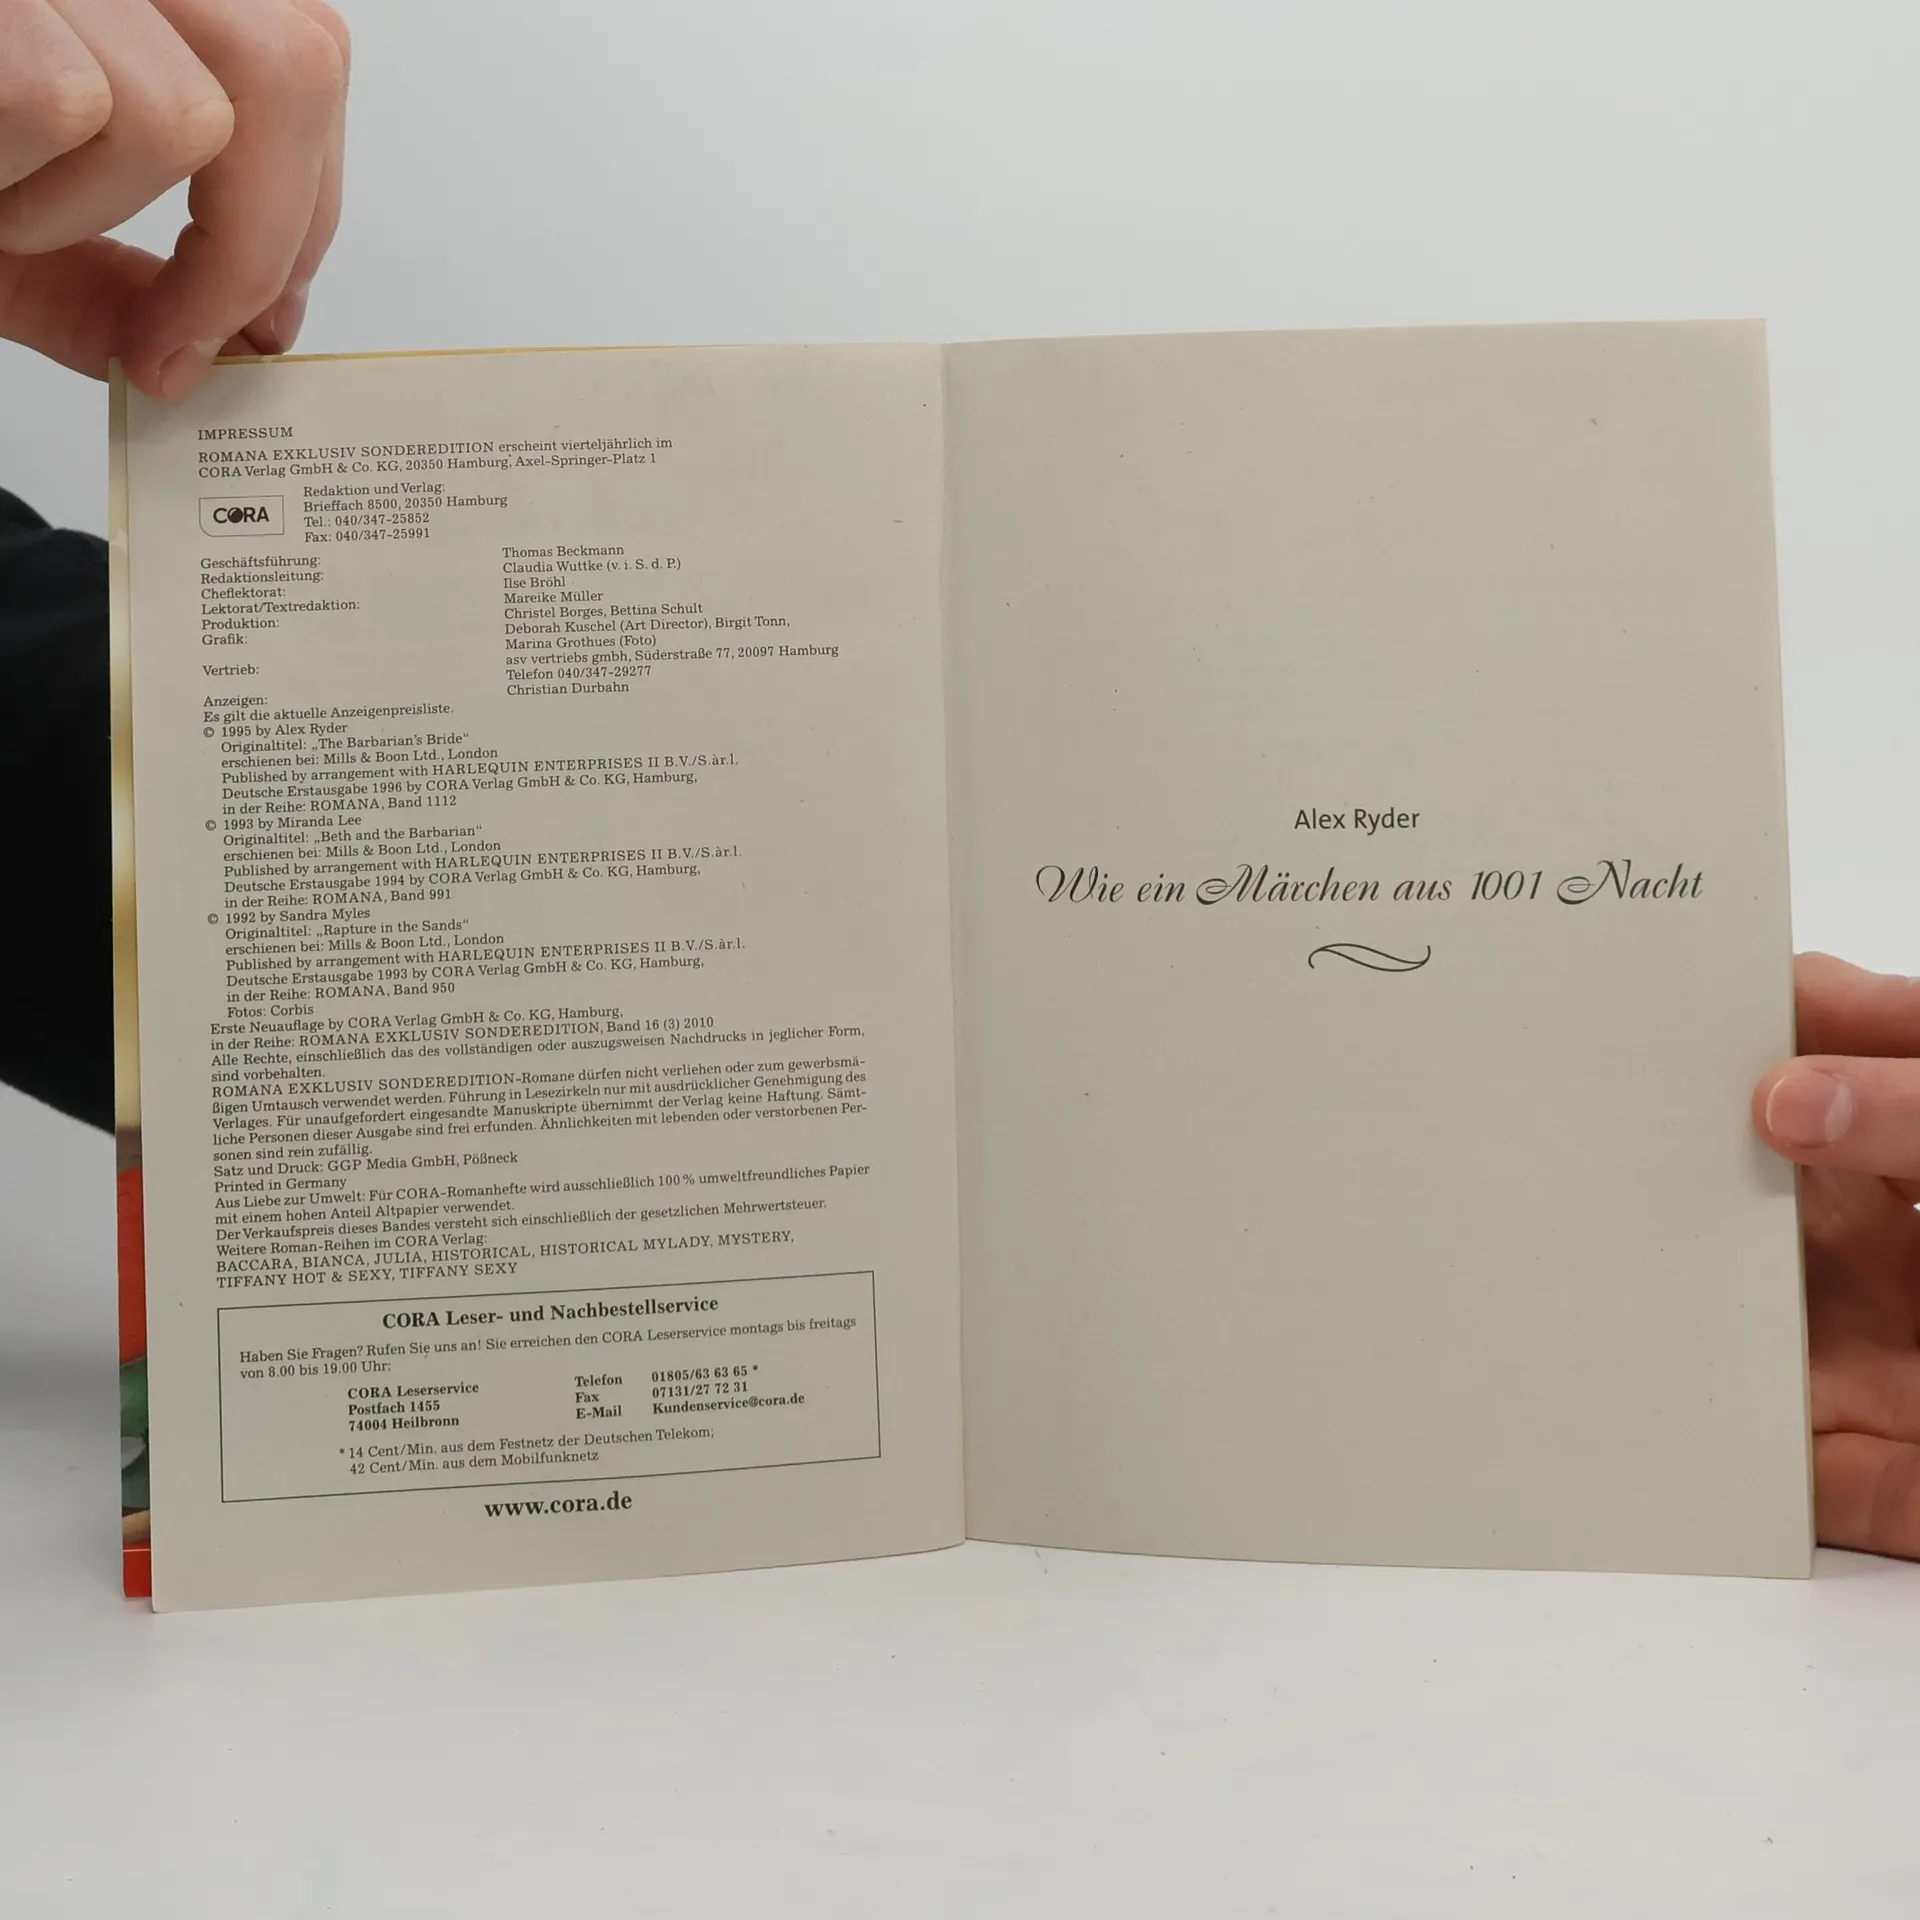 IMPRESSUM
ROMANA EXKLUSIV SONDEREDITION erscheint vierteljährlich im
CORA Verlag GmbH & Co. KG, 20350 Hamburg, Axel-Springer-Platz 1
CORA
Redaktion und Verlag:
Brieffach 8500, 20350 Hamburg
Tel.: 040/347-25852
Fax: 040/347-25991
Geschäftsführung: Thomas Beckmann
Redaktionsleitung: Claudia Wuttke (v. i. S. d. P.)
Cheflektorat: Ilse Bröhl
Lektorat/Textredaktion: Mareike Müller
Produktion: Christel Borges, Bettina Schult
Grafik: Deborah Kuschel (Art Director), Birgit Tonn,
Marina Grothues (Foto)
Vertrieb: asv vertriebs gmbh, Süderstraße 77, 20097 Hamburg
Telefon 040/347-29277
Anzeigen: Christian Durbahn
Es gilt die aktuelle Anzeigenpreisliste.
© 1995 by Alex Ryder
Originaltitel: „The Barbarian's Bride“
erschienen bei: Mills & Boon Ltd., London
Published by arrangement with HARLEQUIN ENTERPRISES II B.V./S.àr.l.
Deutsche Erstausgabe 1996 by CORA Verlag GmbH & Co. KG, Hamburg,
in der Reihe: ROMANA, Band 1112
© 1993 by Miranda Lee
Originaltitel: „Beth and the Barbarian“
erschienen bei: Mills & Boon Ltd., London
Published by arrangement with HARLEQUIN ENTERPRISES II B.V./S.àr.l.
Deutsche Erstausgabe 1994 by CORA Verlag GmbH & Co. KG, Hamburg,
in der Reihe: ROMANA, Band 991
© 1992 by Sandra Myles
Originaltitel: „Rapture in the Sands“
erschienen bei: Mills & Boon Ltd., London
Published by arrangement with HARLEQUIN ENTERPRISES II B.V./S.àr.l.
Deutsche Erstausgabe 1993 by CORA Verlag GmbH & Co. KG, Hamburg,
in der Reihe: ROMANA, Band 950
Fotos: Corbis
Erste Neuauflage by CORA Verlag GmbH & Co. KG, Hamburg,
in der Reihe: ROMANA EXKLUSIV SONDEREDITION, Band 16 (3) 2010
Alle Rechte, einschließlich das des vollständigen oder auszugsweisen Nachdrucks in jeglicher Form,
sind vorbehalten.
ROMANA EXKLUSIV SONDEREDITION-Romane dürfen nicht verliehen oder zum gewerbsmä-
ßigen Umtausch verwendet werden. Führung in Lesezirkeln nur mit ausdrücklicher Genehmigung des
Verlages. Für unaufgefordert eingesandte Manuskripte übernimmt der Verlag keine Haftung. Sämt-
liche Personen dieser Ausgabe sind frei erfunden. Ähnlichkeiten mit lebenden oder verstorbenen Per-
sonen sind rein zufällig.
Satz und Druck: GGP Media GmbH, Pößneck
Printed in Germany
Aus Liebe zur Umwelt: Für CORA-Romanhefte wird ausschließlich 100 % umweltfreundliches Papier
mit einem hohen Anteil Altpapier verwendet.
Der Verkaufspreis dieses Bandes versteht sich einschließlich der gesetzlichen Mehrwertsteuer.
Weitere Roman-Reihen im CORA Verlag:
BACCARA, BIANCA, JULIA, HISTORICAL, HISTORICAL MYLADY, MYSTERY,
TIFFANY HOT & SEXY, TIFFANY SEXY
CORA Leser- und Nachbestellservice
Haben Sie Fragen? Rufen Sie uns an! Sie erreichen den CORA Leserservice montags bis freitags
von 8.00 bis 19.00 Uhr:
CORA Leserservice Telefon 01805/63 63 65 *
Postfach 1455 Fax 07131/27 72 31
74004 Heilbronn E-Mail Kundenservice@cora.de
* 14 Cent/Min. aus dem Festnetz der Deutschen Telekom;
42 Cent/Min. aus dem Mobilfunknetz
www.cora.de
Alex Ryder
Wie ein Märchen aus 1001 Nacht